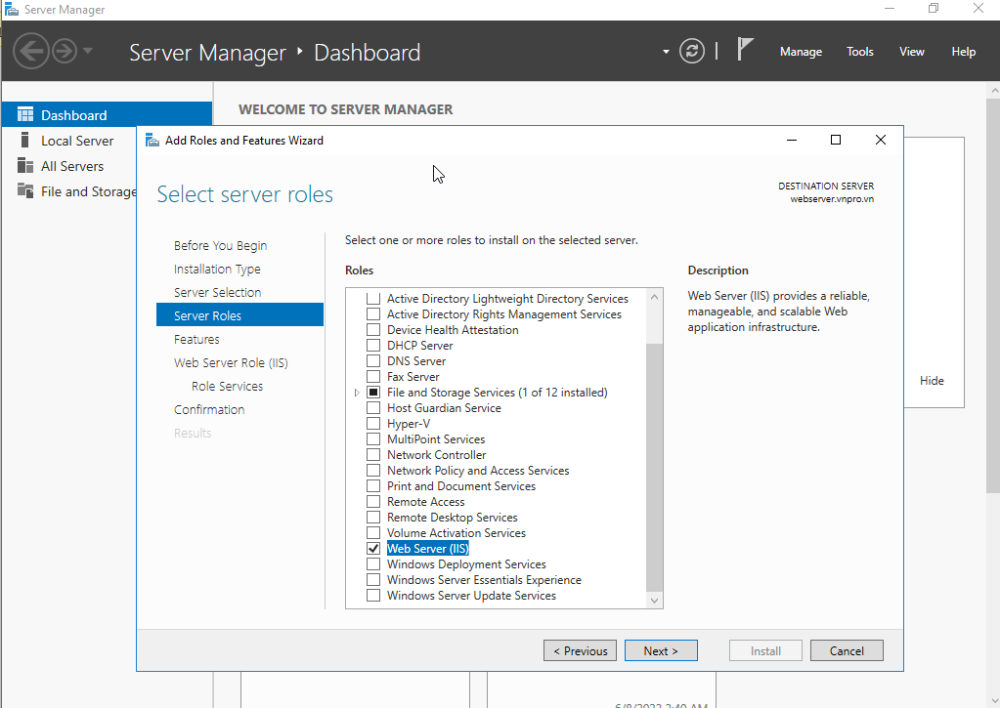 Server Manager
Server Manager ‣ Dashboard
Manage Tools View Help
Dashboard
Local Server
All Servers
File and Storage
WELCOME TO SERVER MANAGER
Add Roles and Features Wizard
Select server roles
DESTINATION SERVER
webserver.vnpro.vn
Before You Begin
Installation Type
Server Selection
Server Roles
Features
Web Server Role (IIS)
Role Services
Confirmation
Results
Select one or more roles to install on the selected server.
Roles
Active Directory Lightweight Directory Services
Active Directory Rights Management Services
Device Health Attestation
DHCP Server
DNS Server
Fax Server
File and Storage Services (1 of 12 installed)
Host Guardian Service
Hyper-V
MultiPoint Services
Network Controller
Network Policy and Access Services
Print and Document Services
Remote Access
Remote Desktop Services
Volume Activation Services
Web Server (IIS)
Windows Deployment Services
Windows Server Essentials Experience
Windows Server Update Services
Description
Web Server (IIS) provides a reliable,
manageable, and scalable Web
application infrastructure.
Hide
< Previous
Next >
Install
Cancel